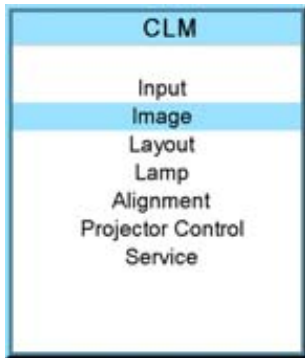 CLM
Input
Image
Layout
Lamp
Alignment
Projector Control
Service